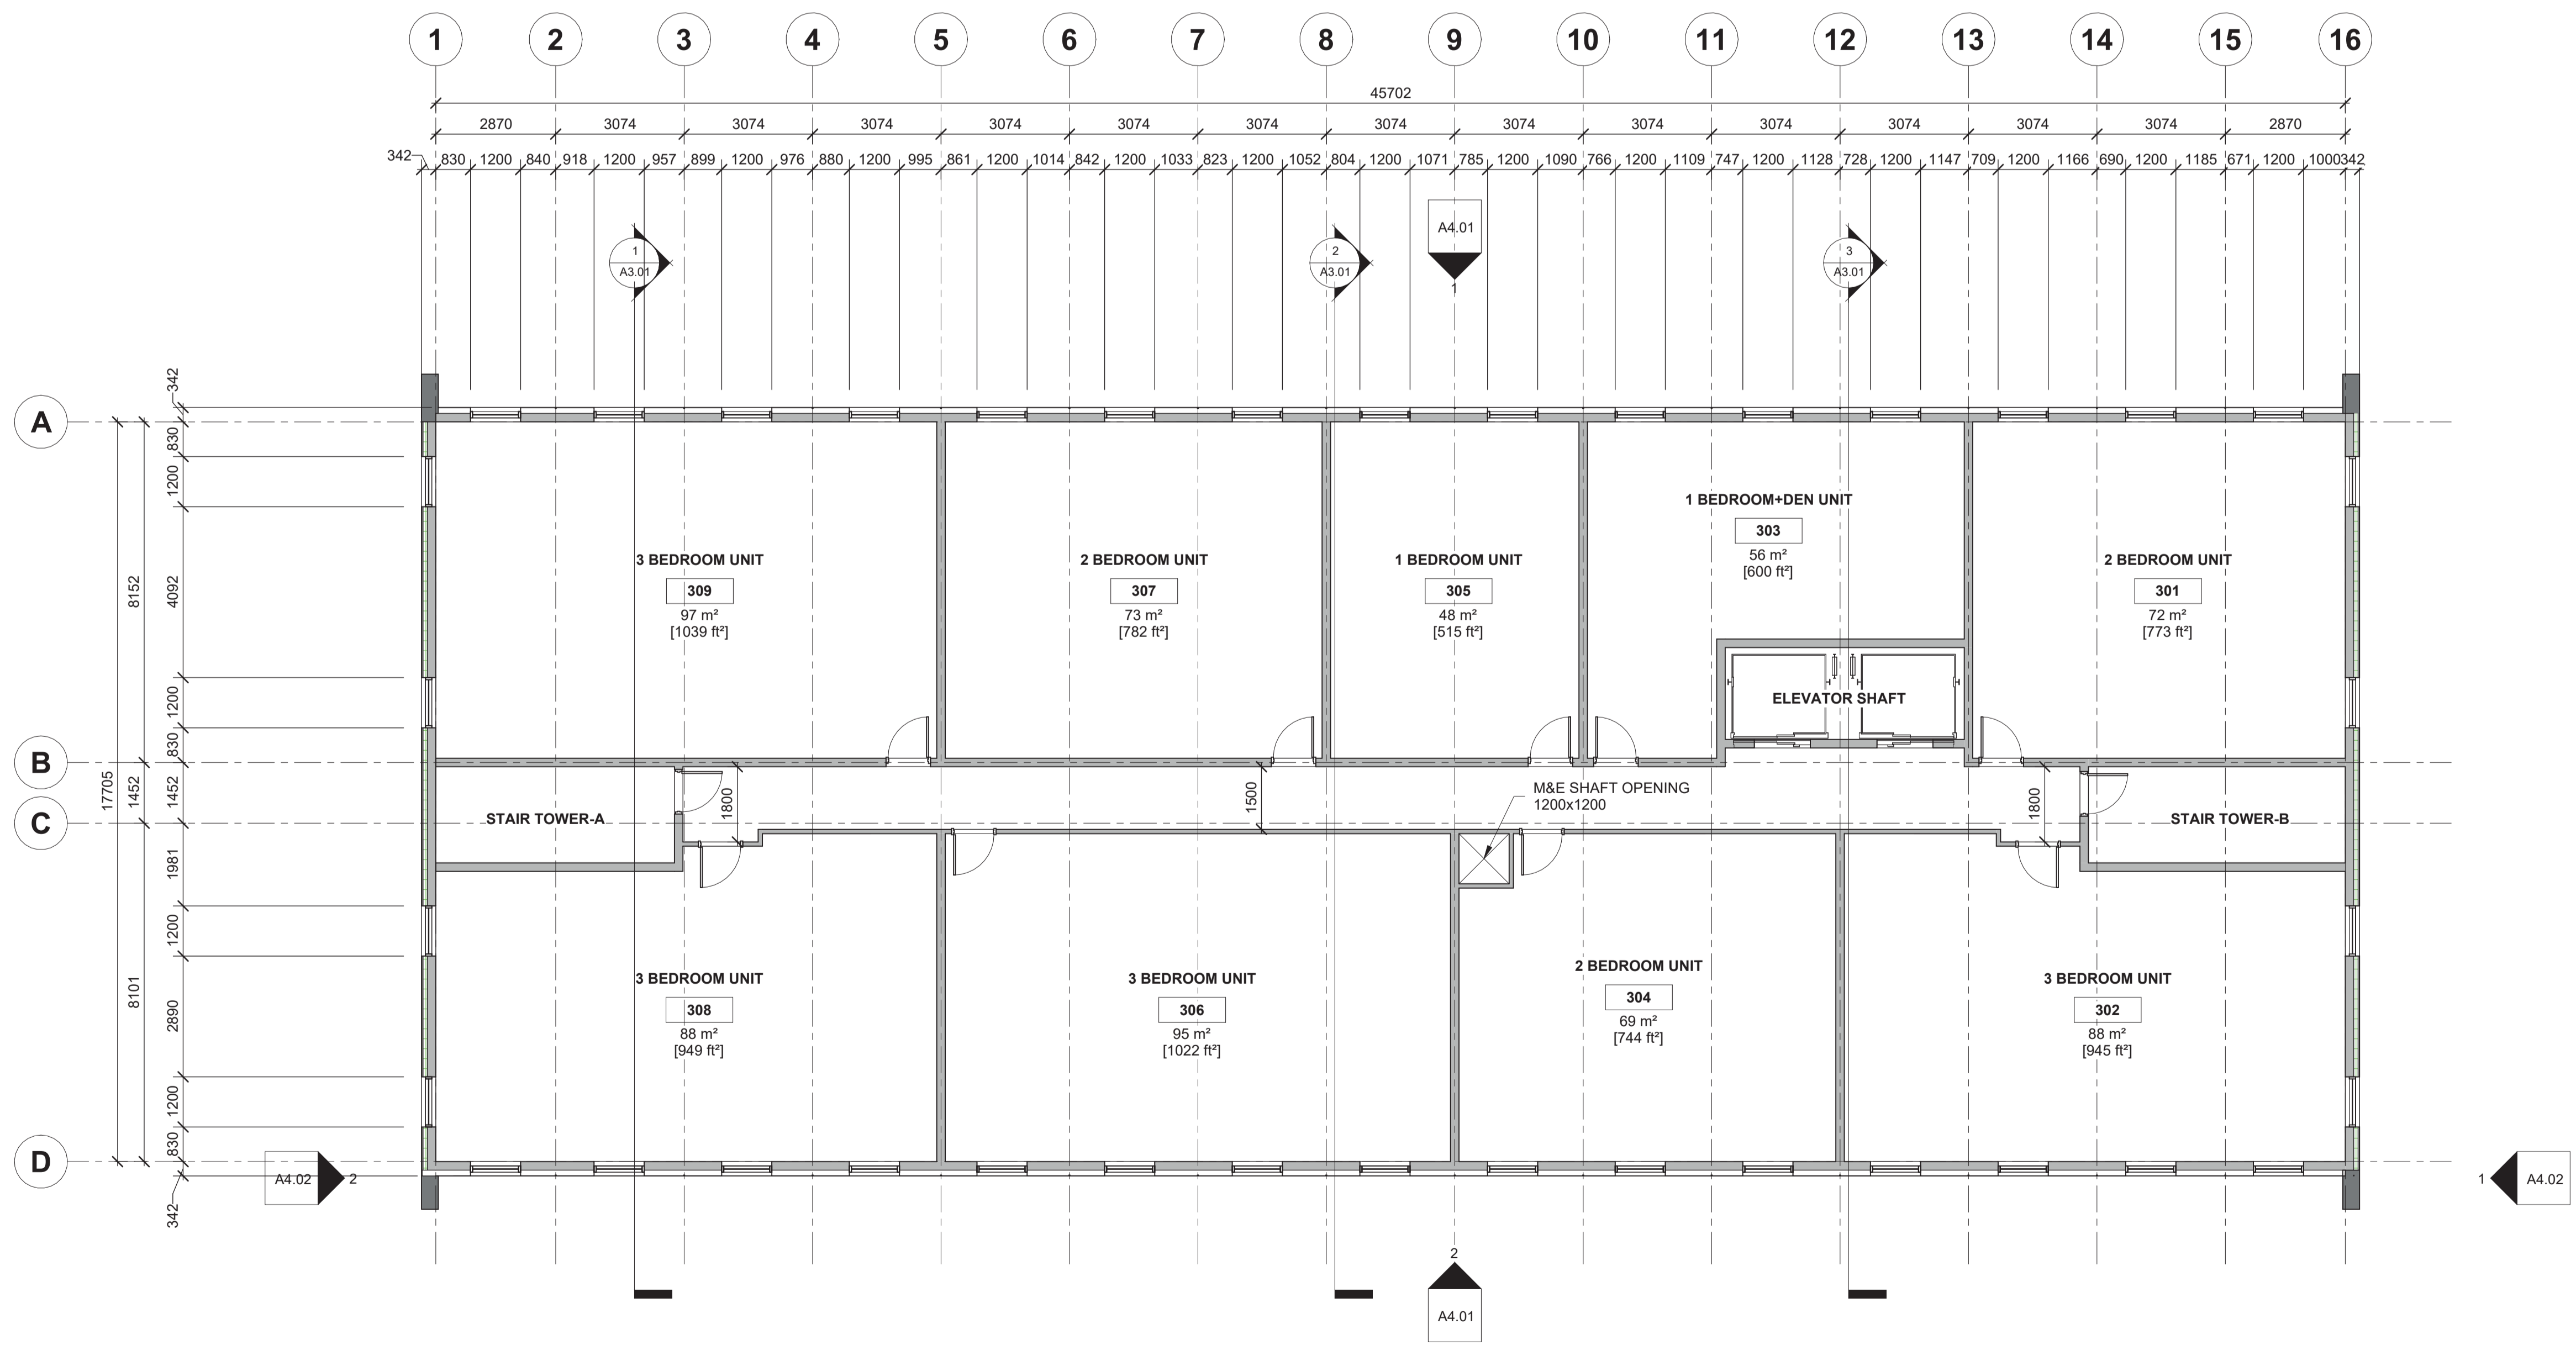 1 2 3 4 5 6 7 8 9 10 11 12 13 14 15 16
45702
2870 3074 3074 3074 3074 3074 3074 3074 3074 3074 3074 3074 3074 3074 2870
342 830 1200 840 918 1200 957 899 1200 976 880 1200 995 861 1200 1014 842 1200 1033 823 1200 1052 804 1200 1071 785 1200 1090 766 1200 1109 747 1200 1128 728 1200 1147 709 1200 1166 690 1200 1185 671 1200 1000 342
A4.01
1
1
A3.01
2
A3.01
3
A3.01
A
B
C
D
17705
8152
1452
8101
342
830
1200
4092
1200
830
1452
1981
1200
2890
1200
830
342
3 BEDROOM UNIT
309
97 m²
[1039 ft²]
2 BEDROOM UNIT
307
73 m²
[782 ft²]
1 BEDROOM UNIT
305
48 m²
[515 ft²]
1 BEDROOM+DEN UNIT
303
56 m²
[600 ft²]
ELEVATOR SHAFT
2 BEDROOM UNIT
301
72 m²
[773 ft²]
STAIR TOWER-A
1800
1500
M&E SHAFT OPENING
1200x1200
1800
STAIR TOWER-B
3 BEDROOM UNIT
308
88 m²
[949 ft²]
3 BEDROOM UNIT
306
95 m²
[1022 ft²]
2 BEDROOM UNIT
304
69 m²
[744 ft²]
3 BEDROOM UNIT
302
88 m²
[945 ft²]
A4.02 2
1 A4.02
2
A4.01